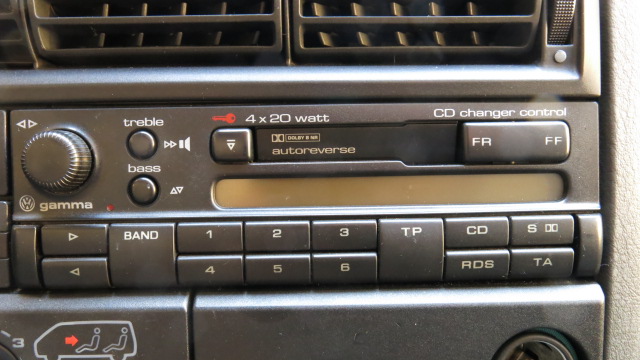 treble
4 x 20 watt
CD changer control
DOLBY B NR
autoreverse
FR FF
bass
gamma
BAND 1 2 3 TP CD S
4 5 6 RDS TA
3